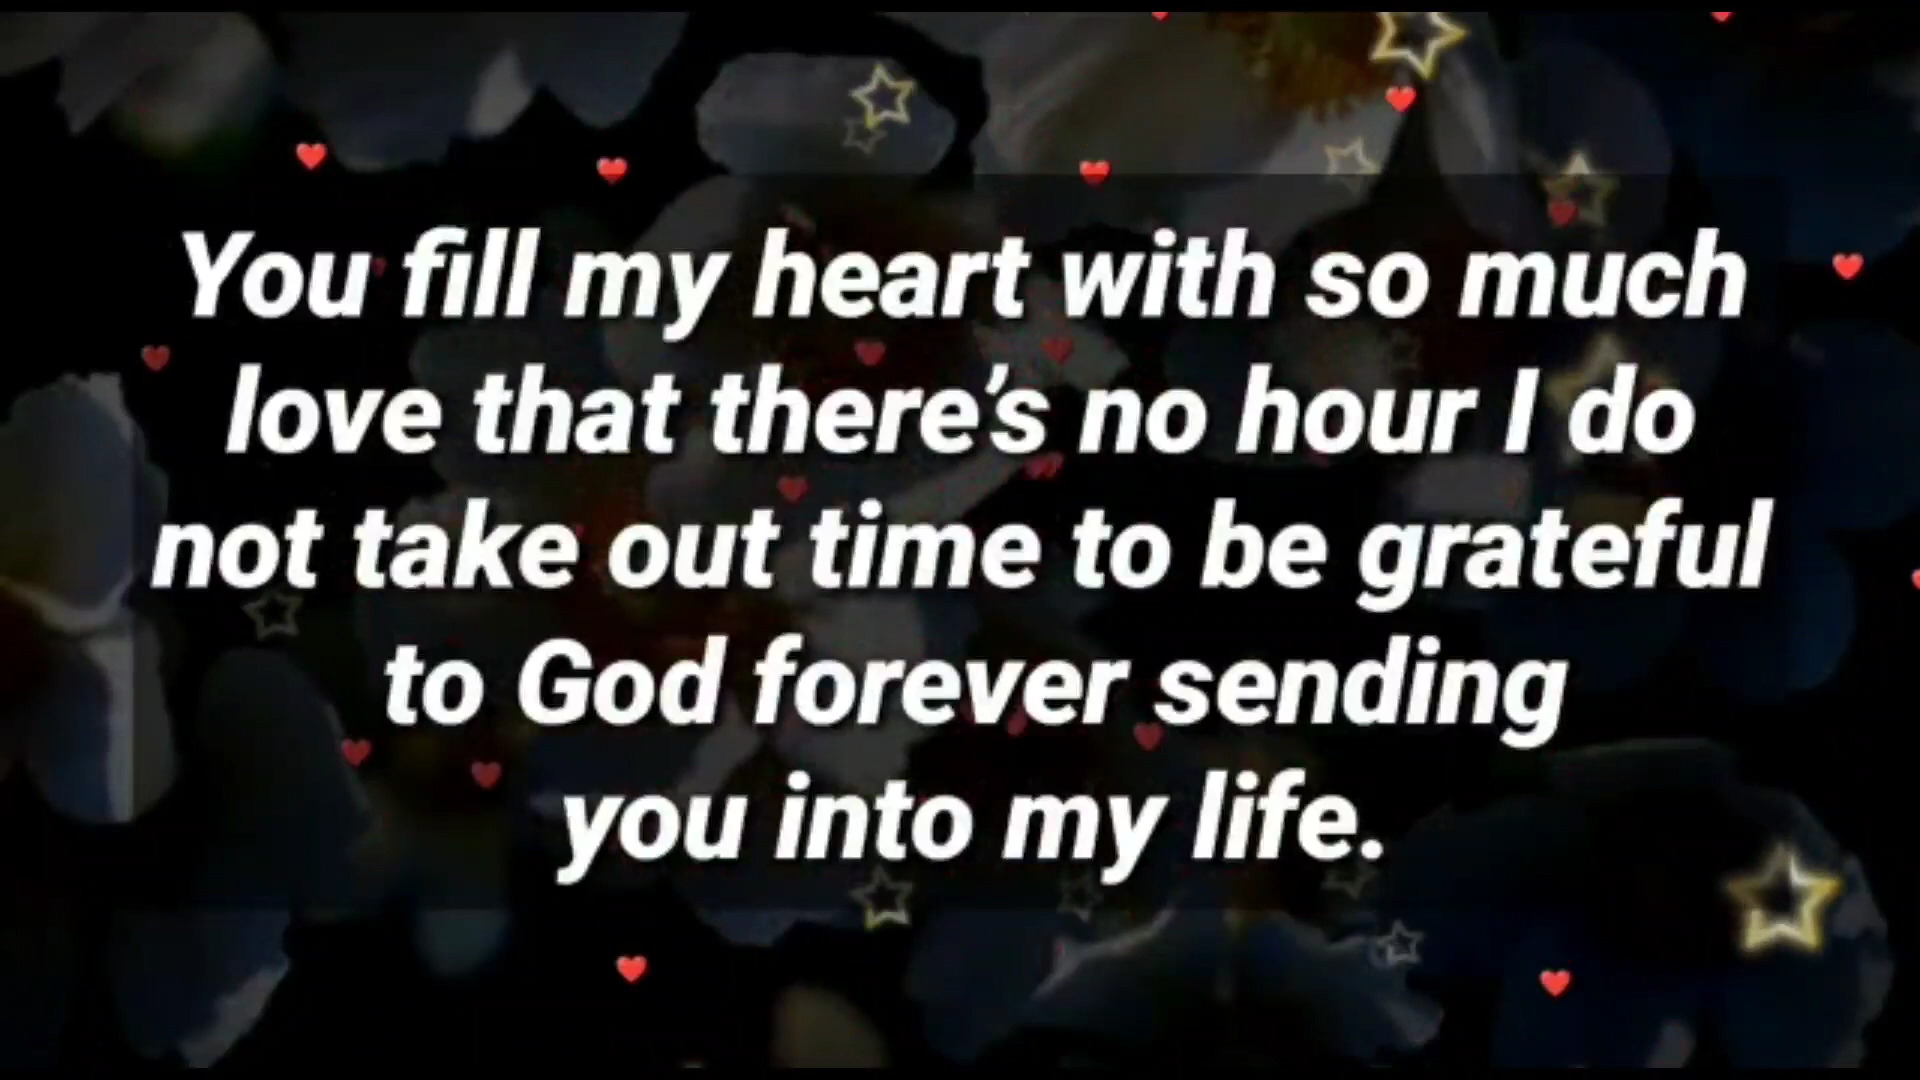 You fill my heart with so much
love that there’s no hour I do
not take out time to be grateful
to God forever sending
you into my life.